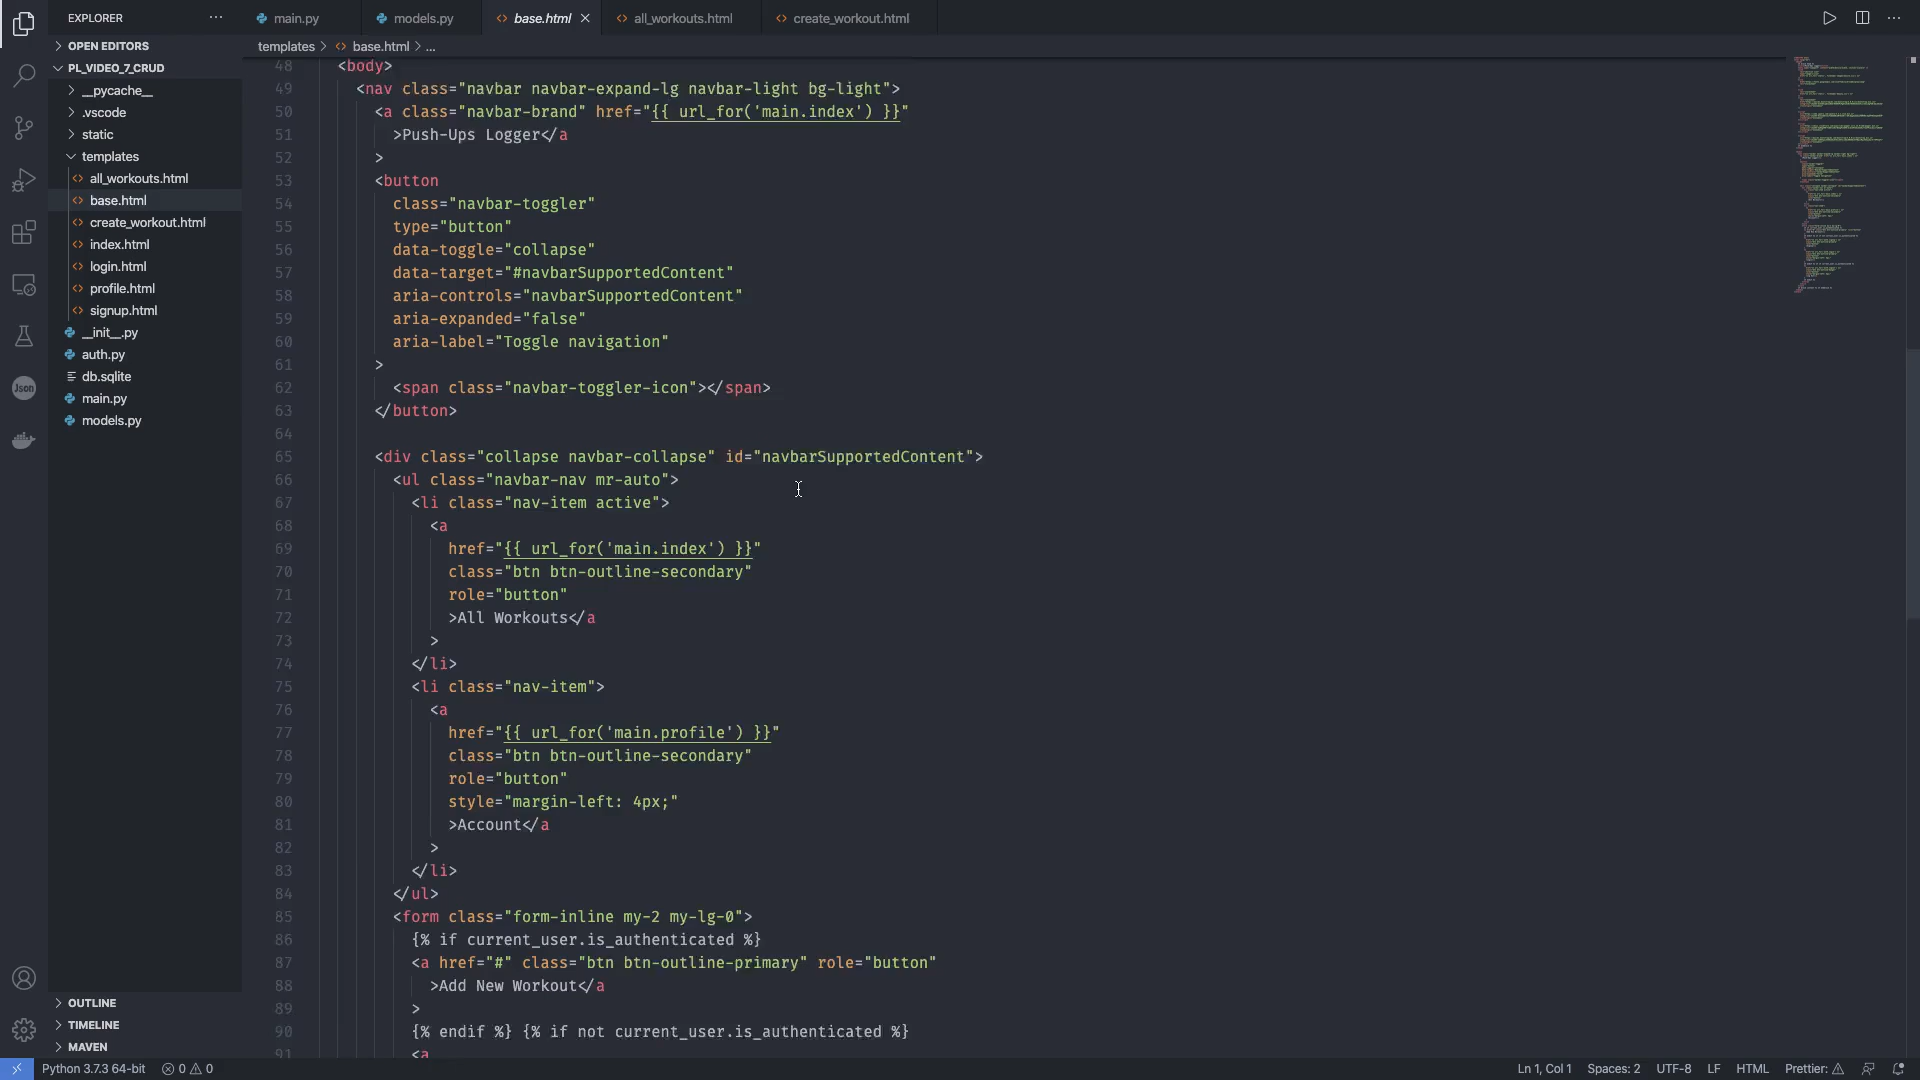 EXPLORER
OPEN EDITORS
PL_VIDEO_7_CRUD
__pycache__
.vscode
static
templates
all_workouts.html
base.html
create_workout.html
index.html
login.html
profile.html
signup.html
__init__.py
auth.py
db.sqlite
main.py
models.py
OUTLINE
TIMELINE
MAVEN
Json
main.py
models.py
base.html
all_workouts.html
create_workout.html
templates > base.html > ...
48 <body>
49 <nav class="navbar navbar-expand-lg navbar-light bg-light">
50 <a class="navbar-brand" href="{{ url_for('main.index') }}"
51 >Push-Ups Logger</a
52 >
53 <button
54 class="navbar-toggler"
55 type="button"
56 data-toggle="collapse"
57 data-target="#navbarSupportedContent"
58 aria-controls="navbarSupportedContent"
59 aria-expanded="false"
60 aria-label="Toggle navigation"
61 >
62 <span class="navbar-toggler-icon"></span>
63 </button>
64
65 <div class="collapse navbar-collapse" id="navbarSupportedContent">
66 <ul class="navbar-nav mr-auto">
67 <li class="nav-item active">
68 <a
69 href="{{ url_for('main.index') }}"
70 class="btn btn-outline-secondary"
71 role="button"
72 >All Workouts</a
73 >
74 </li>
75 <li class="nav-item">
76 <a
77 href="{{ url_for('main.profile') }}"
78 class="btn btn-outline-secondary"
79 role="button"
80 style="margin-left: 4px;"
81 >Account</a
82 >
83 </li>
84 </ul>
85 <form class="form-inline my-2 my-lg-0">
86 {% if current_user.is_authenticated %}
87 <a href="#" class="btn btn-outline-primary" role="button"
88 >Add New Workout</a
89 >
90 {% endif %} {% if not current_user.is_authenticated %}
91 <a
Python 3.7.3 64-bit 0 0 Ln 1, Col 1 Spaces: 2 UTF-8 LF HTML Prettier: